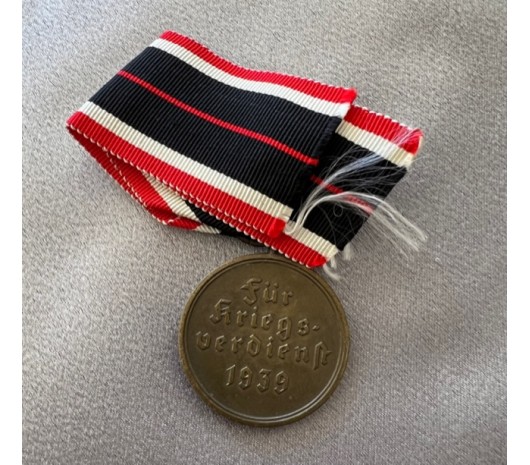 Für
Kriegs-
verdienſt
1939